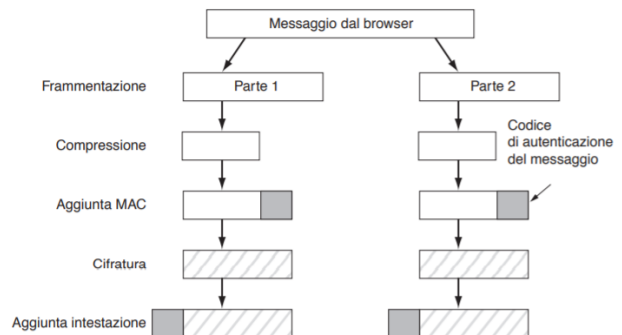 Messaggio dal browser
Frammentazione
Parte 1
Parte 2
Compressione
Codice
di autenticazione
del messaggio
Aggiunta MAC
Cifratura
Aggiunta intestazione